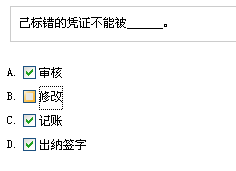 己标错的凭证不能被______。
A. 审核
B. 修改
C. 记账
D. 出纳签字